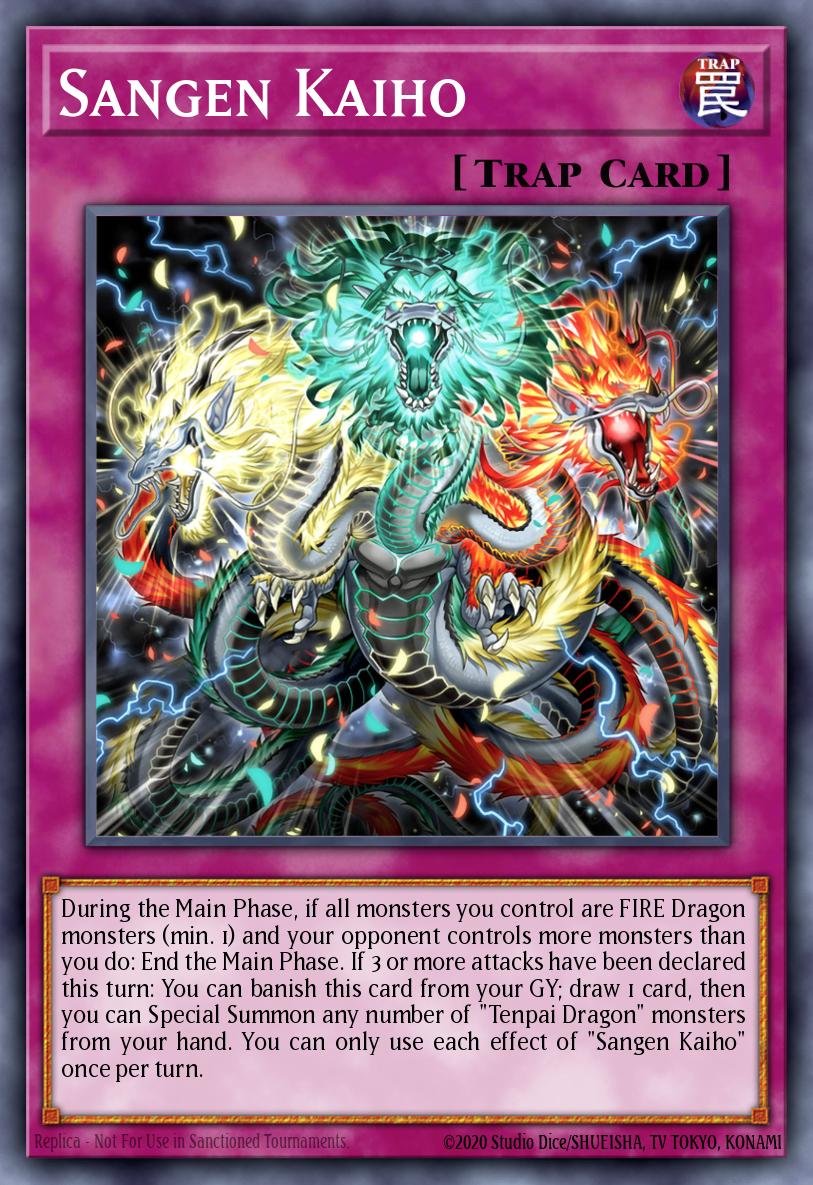 Sangen Kaiho
TRAP
罠
[Trap Card]
During the Main Phase, if all monsters you control are FIRE Dragon
monsters (min. 1) and your opponent controls more monsters than
you do: End the Main Phase. If 3 or more attacks have been declared
this turn: You can banish this card from your GY; draw 1 card, then
you can Special Summon any number of "Tenpai Dragon" monsters
from your hand. You can only use each effect of "Sangen Kaiho"
once per turn.
Replica - Not For Use in Sanctioned Tournaments.
©2020 Studio Dice/SHUEISHA, TV TOKYO, KONAMI